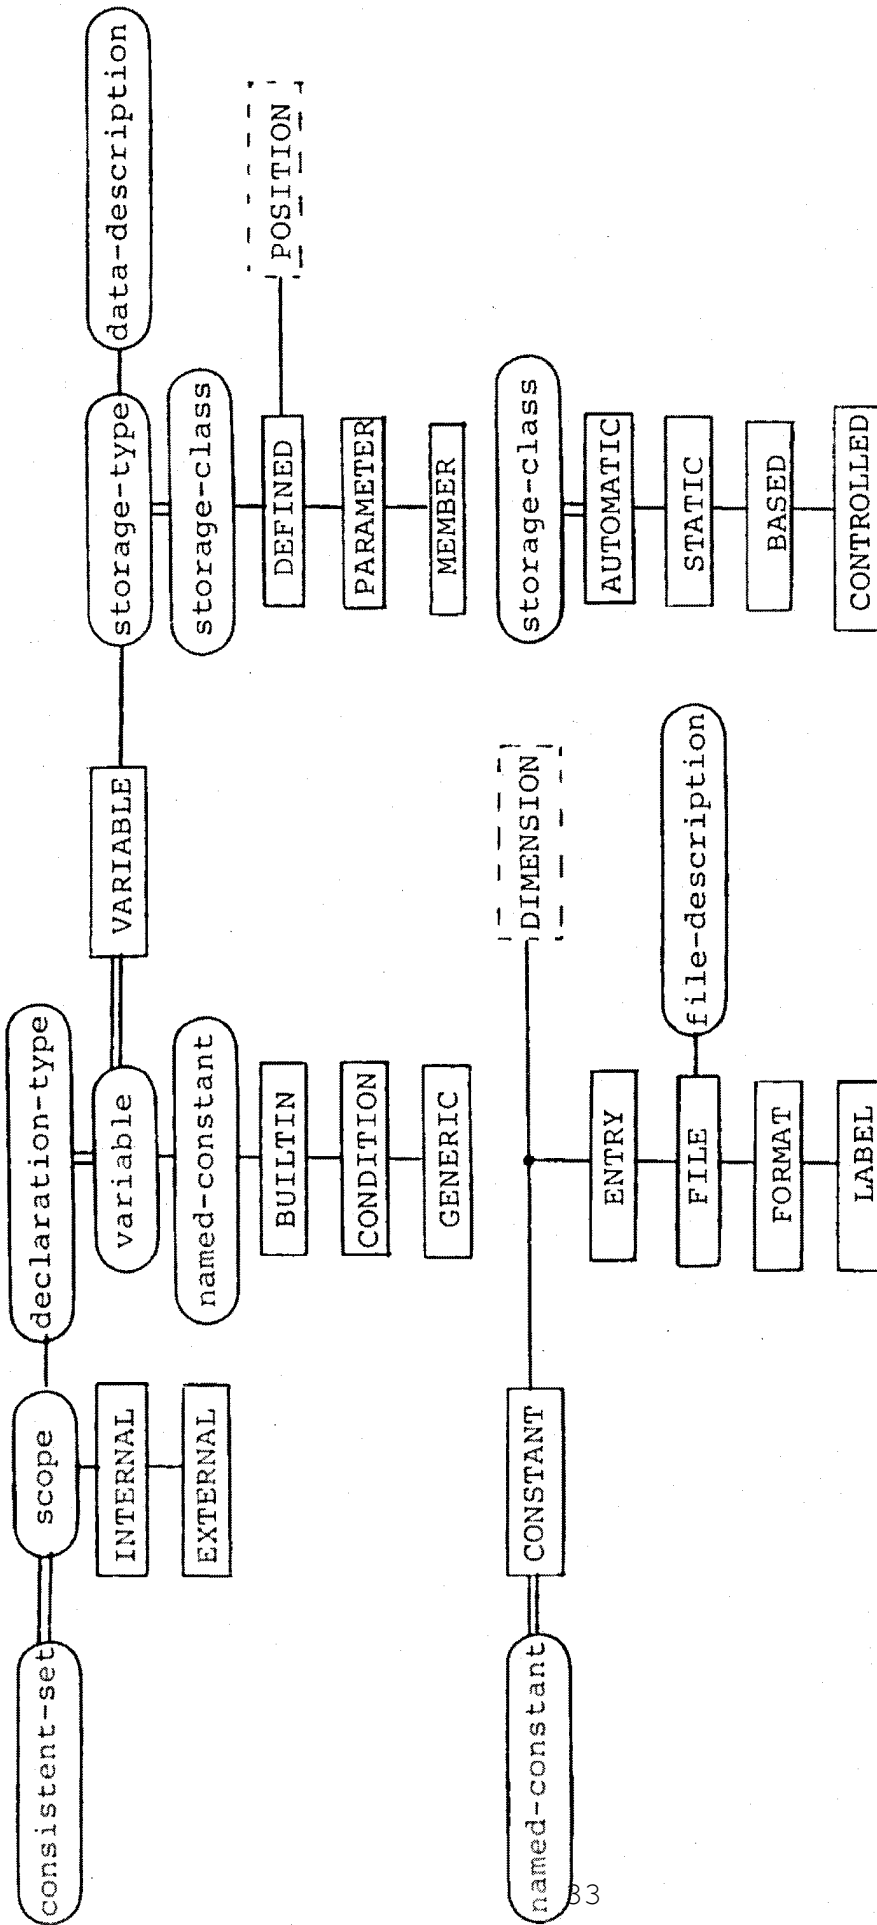 consistent-set
scope
declaration-type
INTERNAL
EXTERNAL
variable
VARIABLE
storage-type
data-description
named-constant
BUILTIN
CONDITION
GENERIC
storage-class
DEFINED
POSITION
PARAMETER
MEMBER
named-constant
CONSTANT
DIMENSION
ENTRY
FILE
file-description
FORMAT
LABEL
storage-class
AUTOMATIC
STATIC
BASED
CONTROLLED
33